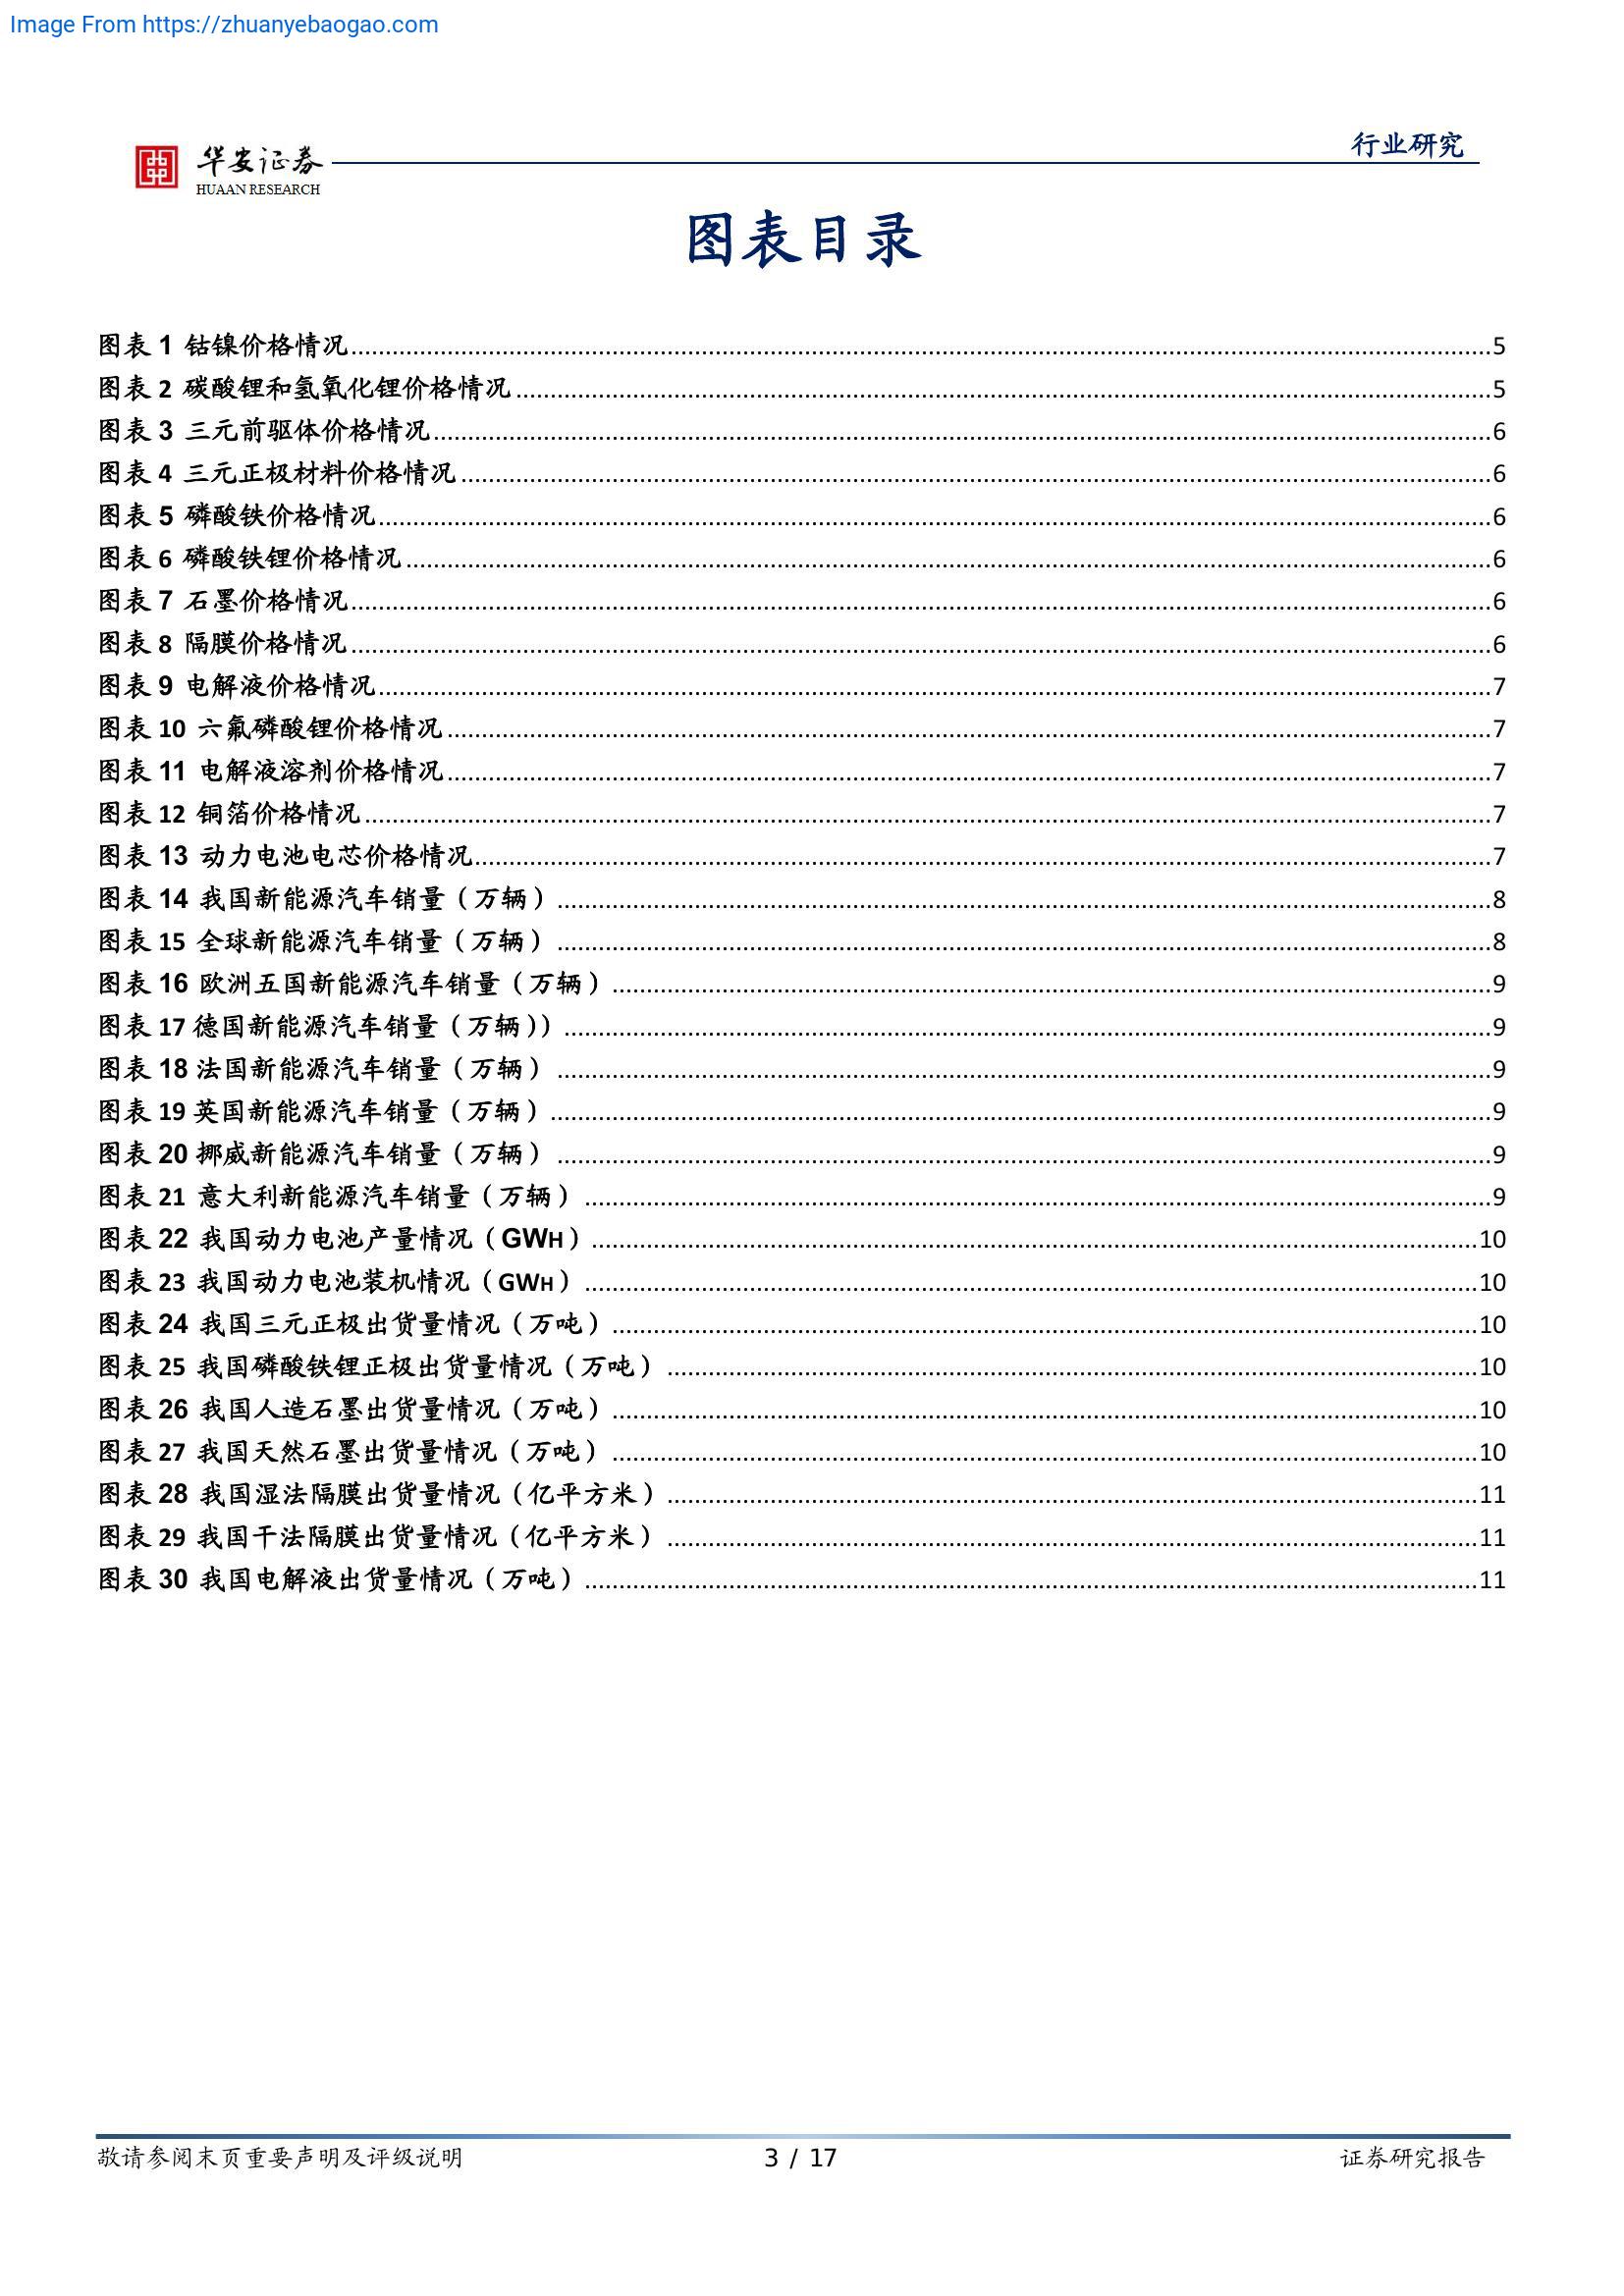 Image From https://zhuanyebaogao.com
行业研究
华安证券
HUAAN RESEARCH
图表目录
图表 1 钴镍价格情况 5
图表 2 碳酸锂和氢氧化锂价格情况 5
图表 3 三元前驱体价格情况 6
图表 4 三元正极材料价格情况 6
图表 5 磷酸铁价格情况 6
图表 6 磷酸铁锂价格情况 6
图表 7 石墨价格情况 6
图表 8 隔膜价格情况 6
图表 9 电解液价格情况 7
图表 10 六氟磷酸锂价格情况 7
图表 11 电解液溶剂价格情况 7
图表 12 铜箔价格情况 7
图表 13 动力电池电芯价格情况 7
图表 14 我国新能源汽车销量（万辆） 8
图表 15 全球新能源汽车销量（万辆） 8
图表 16 欧洲五国新能源汽车销量（万辆） 9
图表 17 德国新能源汽车销量（万辆）） 9
图表 18 法国新能源汽车销量（万辆） 9
图表 19 英国新能源汽车销量（万辆） 9
图表 20 挪威新能源汽车销量（万辆） 9
图表 21 意大利新能源汽车销量（万辆） 9
图表 22 我国动力电池产量情况（GWH） 10
图表 23 我国动力电池装机情况（GWH） 10
图表 24 我国三元正极出货量情况（万吨） 10
图表 25 我国磷酸铁锂正极出货量情况（万吨） 10
图表 26 我国人造石墨出货量情况（万吨） 10
图表 27 我国天然石墨出货量情况（万吨） 10
图表 28 我国湿法隔膜出货量情况（亿平方米） 11
图表 29 我国干法隔膜出货量情况（亿平方米） 11
图表 30 我国电解液出货量情况（万吨） 11
敬请参阅末页重要声明及评级说明 3 / 17 证券研究报告